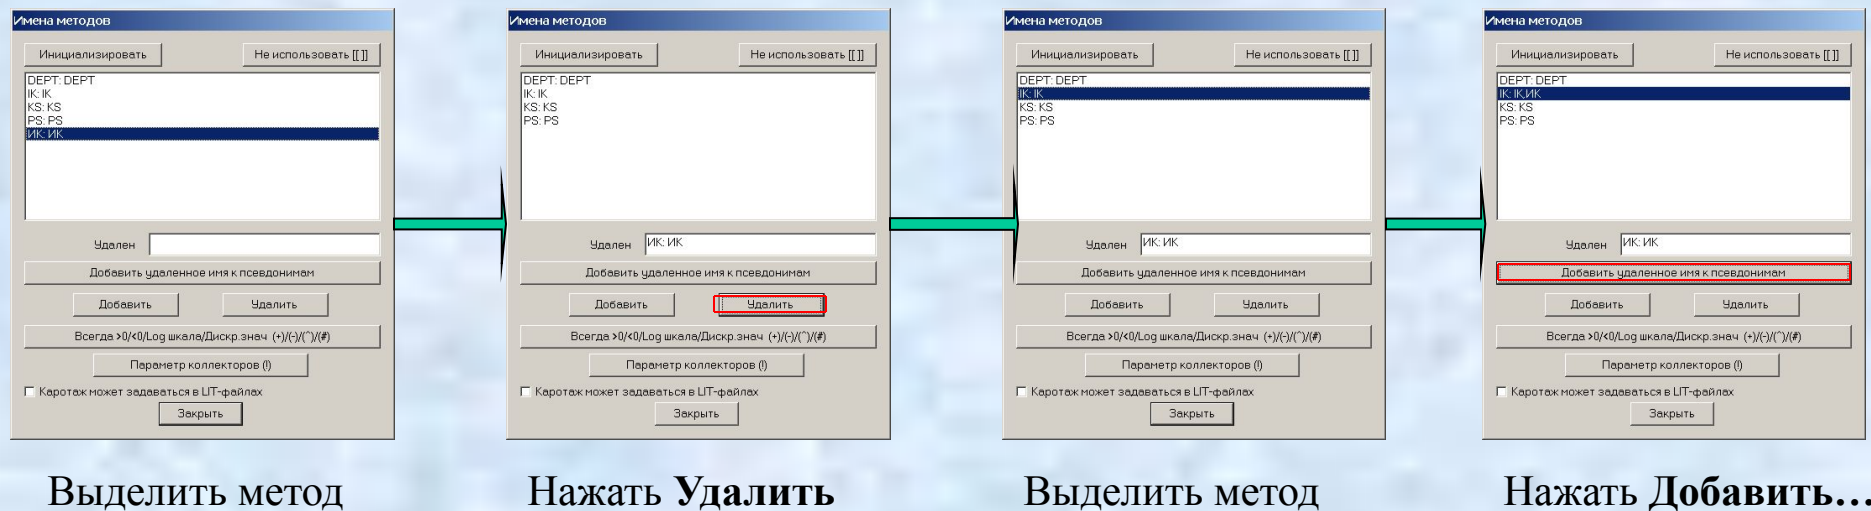 Имена методов
Инициализировать
Не использовать [[ ]]
DEPT: DEPT
IK: IK
KS: KS
PS: PS
ИК: ИК
Удален
Добавить удаленное имя к псевдонимам
Добавить
Удалить
Всегда >0/<0/Log шкала/Дискр.знач (+)/(-)/(^)/(#)
Параметр коллекторов (!)
Каротаж может задаваться в LIT-файлах
Закрыть
Выделить метод
Имена методов
Инициализировать
Не использовать [[ ]]
DEPT: DEPT
IK: IK
KS: KS
PS: PS
Удален
ИК: ИК
Добавить удаленное имя к псевдонимам
Добавить
Удалить
Всегда >0/<0/Log шкала/Дискр.знач (+)/(-)/(^)/(#)
Параметр коллекторов (!)
Каротаж может задаваться в LIT-файлах
Закрыть
Нажать Удалить
Имена методов
Инициализировать
Не использовать [[ ]]
DEPT: DEPT
IK: IK
KS: KS
PS: PS
Удален
ИК: ИК
Добавить удаленное имя к псевдонимам
Добавить
Удалить
Всегда >0/<0/Log шкала/Дискр.знач (+)/(-)/(^)/(#)
Параметр коллекторов (!)
Каротаж может задаваться в LIT-файлах
Закрыть
Выделить метод
Имена методов
Инициализировать
Не использовать [[ ]]
DEPT: DEPT
IK: IK,ИК
KS: KS
PS: PS
Удален
ИК: ИК
Добавить удаленное имя к псевдонимам
Добавить
Удалить
Всегда >0/<0/Log шкала/Дискр.знач (+)/(-)/(^)/(#)
Параметр коллекторов (!)
Каротаж может задаваться в LIT-файлах
Закрыть
Нажать Добавить…